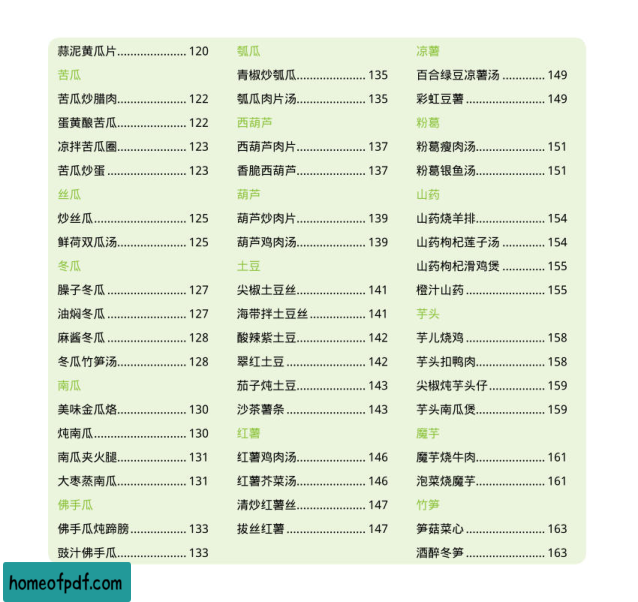 蒜泥黄瓜片..................... 120
苦瓜
苦瓜炒腊肉..................... 122
蛋黄酿苦瓜..................... 122
凉拌苦瓜圈..................... 123
苦瓜炒蛋........................ 123
丝瓜
炒丝瓜............................ 125
鲜荷双瓜汤..................... 125
冬瓜
臊子冬瓜........................ 127
油焖冬瓜........................ 127
麻酱冬瓜........................ 128
冬瓜竹笋汤..................... 128
南瓜
美味金瓜烙..................... 130
炖南瓜............................ 130
南瓜夹火腿..................... 131
大枣蒸南瓜..................... 131
佛手瓜
佛手瓜炖蹄膀................. 133
豉汁佛手瓜..................... 133
瓠瓜
青椒炒瓠瓜..................... 135
瓠瓜肉片汤..................... 135
西葫芦
西葫芦肉片..................... 137
香脆西葫芦..................... 137
葫芦
葫芦炒肉片..................... 139
葫芦鸡肉汤..................... 139
土豆
尖椒土豆丝..................... 141
海带拌土豆丝................. 141
酸辣紫土豆..................... 142
翠红土豆........................ 142
茄子炖土豆..................... 143
沙茶薯条........................ 143
红薯
红薯鸡肉汤..................... 146
红薯芥菜汤..................... 146
清炒红薯丝..................... 147
拔丝红薯........................ 147
凉薯
百合绿豆凉薯汤............. 149
彩虹豆薯........................ 149
粉葛
粉葛瘦肉汤..................... 151
粉葛银鱼汤..................... 151
山药
山药烧羊排..................... 154
山药枸杞莲子汤............. 154
山药枸杞滑鸡煲............. 155
橙汁山药........................ 155
芋头
芋儿烧鸡........................ 158
芋头扣鸭肉..................... 158
尖椒炖芋头仔................. 159
芋头南瓜煲..................... 159
魔芋
魔芋烧牛肉..................... 161
泡菜烧魔芋..................... 161
竹笋
笋菇菜心........................ 163
酒醉冬笋........................ 163
homeofpdf.com